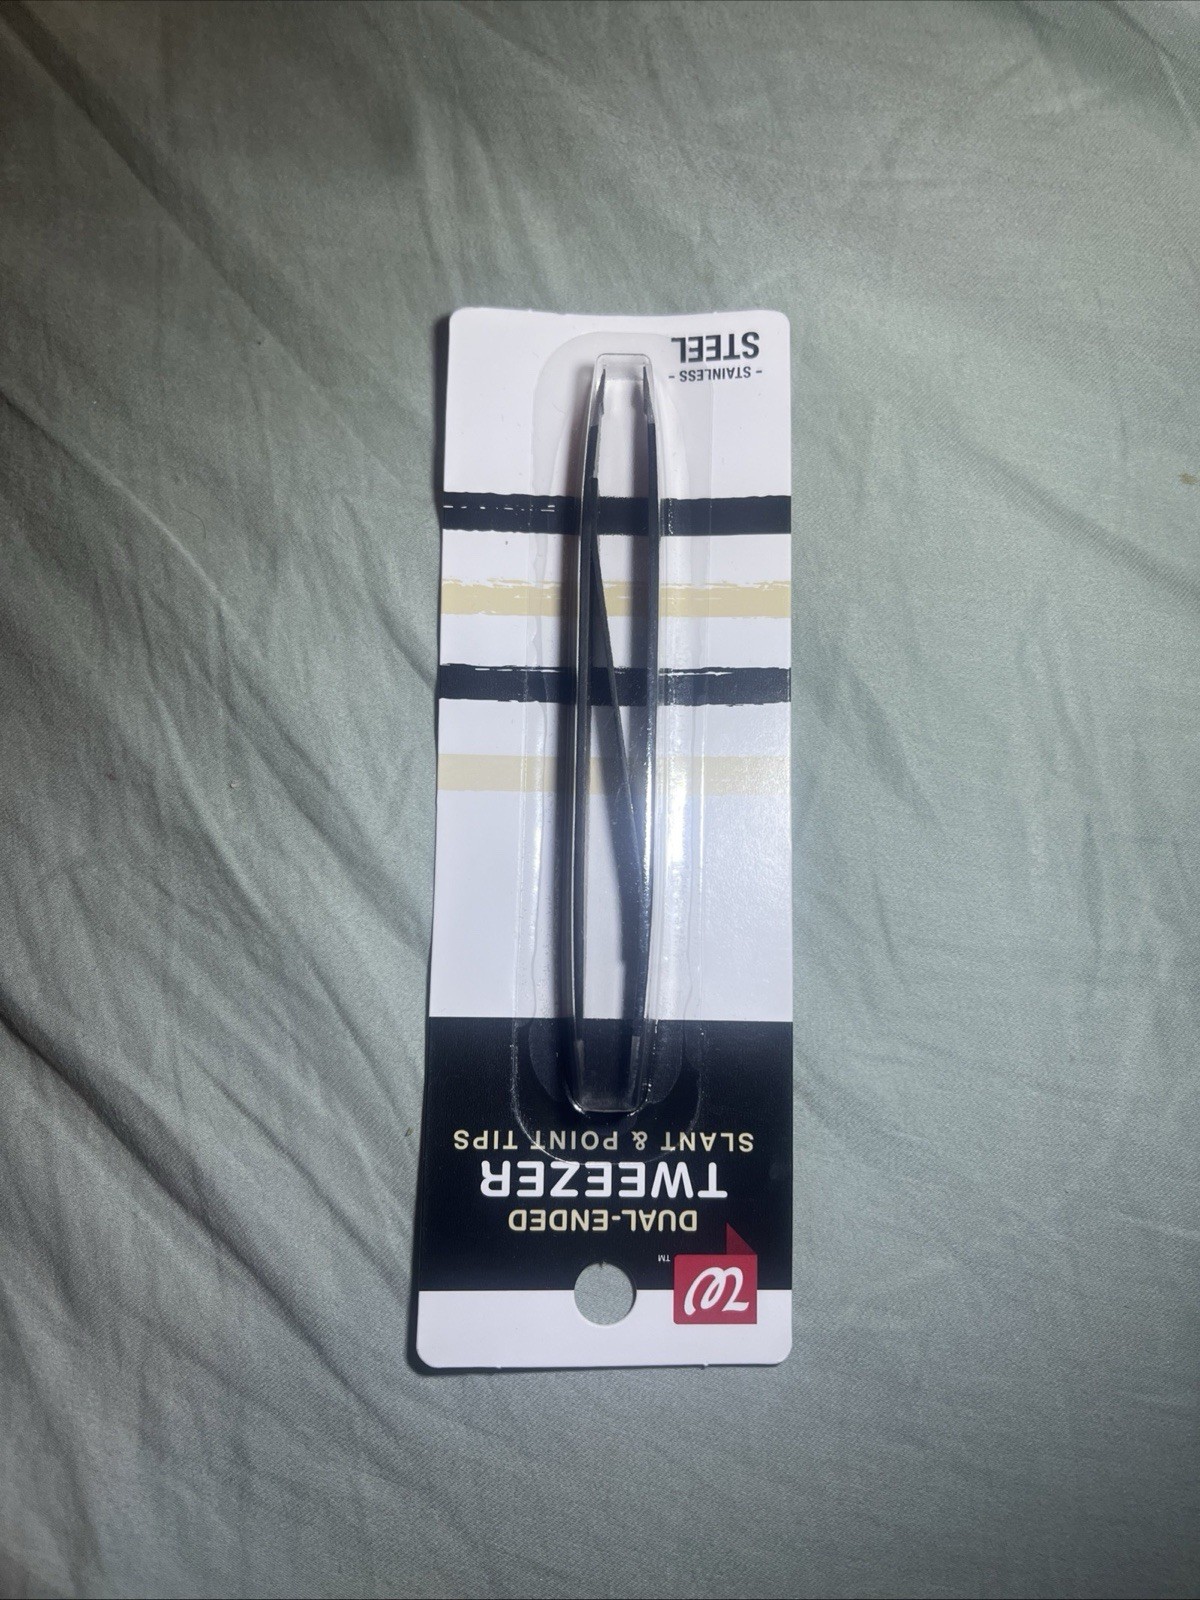 W
TM
DUAL-ENDED
TWEEZER
SLANT & POINT TIPS
- STAINLESS -
STEEL